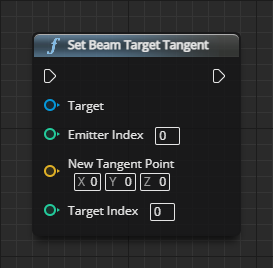 f Set Beam Target Tangent
Target
Emitter Index 0
New Tangent Point
X 0 Y 0 Z 0
Target Index 0